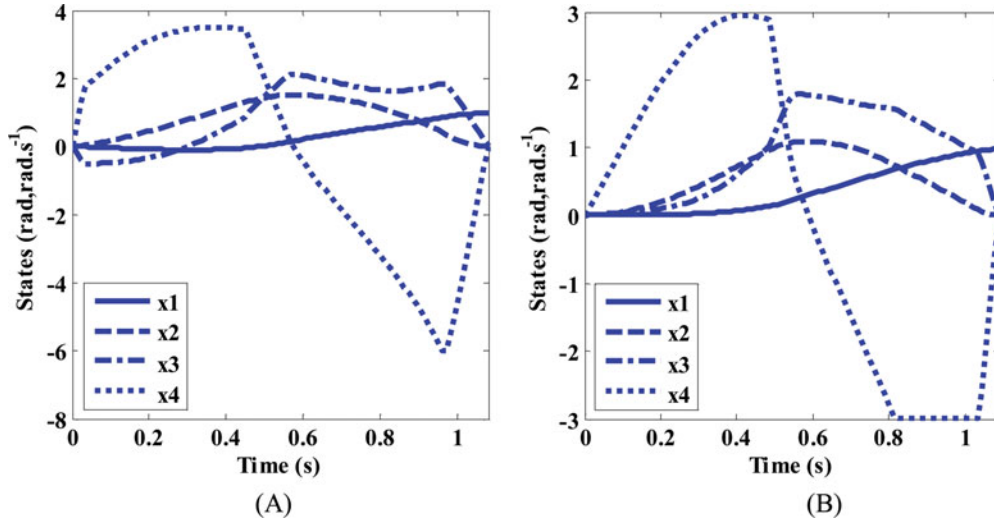 4
2
0
-2
-4
-6
-8
States (rad,rad.s-1)
x1
x2
x3
x4
0 0.2 0.4 0.6 0.8 1
Time (s)
(A)
3
2
1
0
-1
-2
-3
States (rad,rad.s-1)
x1
x2
x3
x4
0 0.2 0.4 0.6 0.8 1
Time (s)
(B)